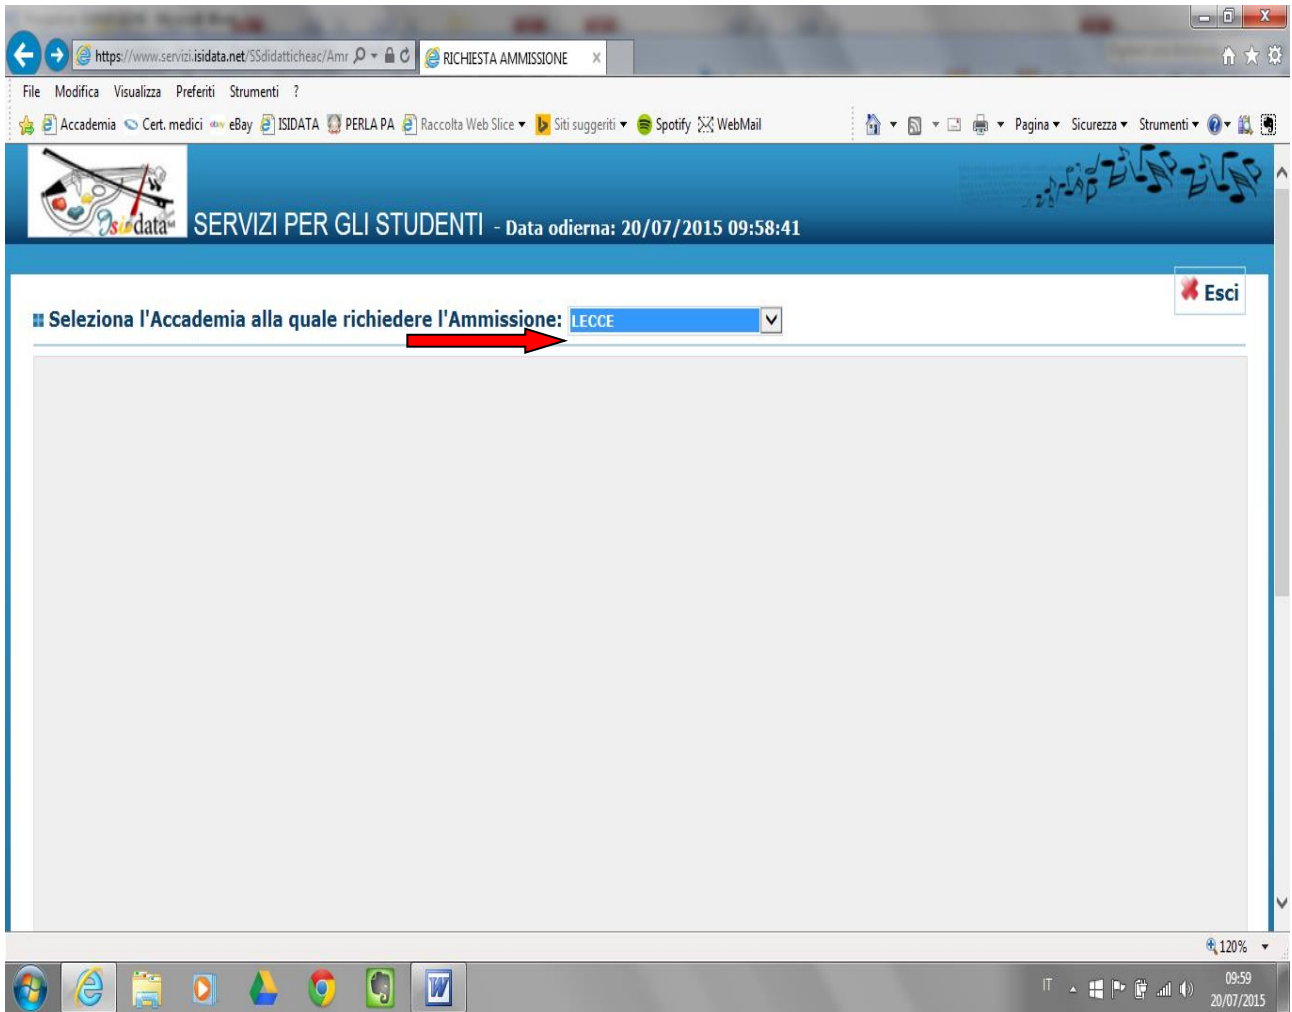 https://www.servizi.isidata.net/SSdidatticheac/Amr
RICHIESTA AMMISSIONE
File Modifica Visualizza Preferiti Strumenti ?
Accademia Cert. medici eBay ISIDATA PERLA PA Raccolta Web Slice Siti suggeriti Spotify WebMail Pagina Sicurezza Strumenti
Isidata SERVIZI PER GLI STUDENTI - Data odierna: 20/07/2015 09:58:41
Esci
Seleziona l'Accademia alla quale richiedere l'Ammissione: LECCE
120%
IT 09:59
20/07/2015